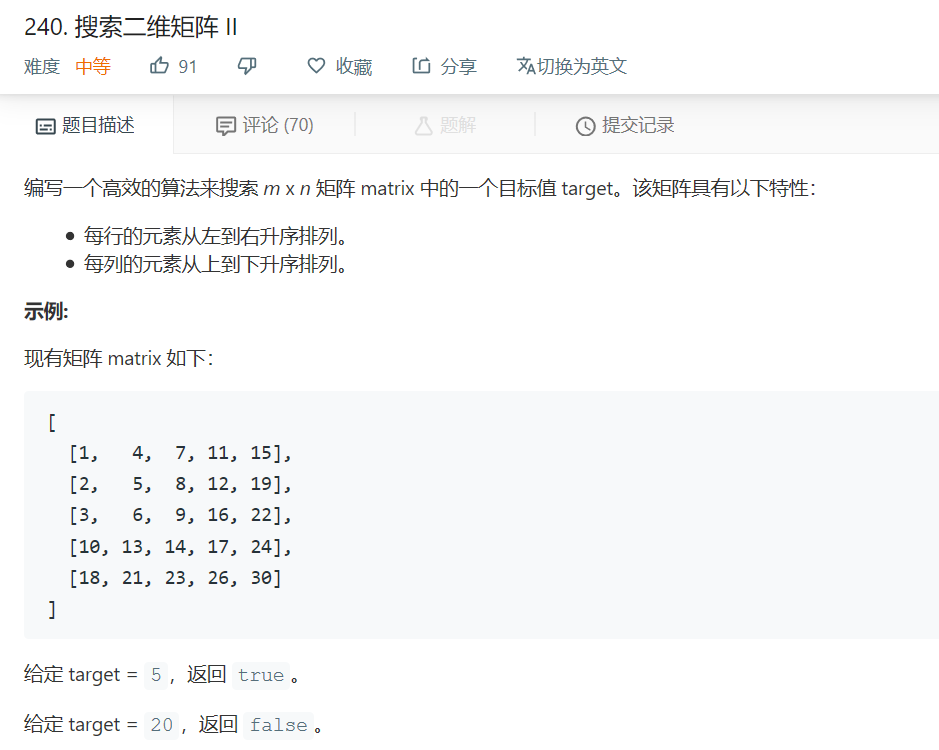 240. 搜索二维矩阵 II
难度 中等 91 收藏 分享 切换为英文
题目描述 评论 (70) 题解 提交记录
编写一个高效的算法来搜索 m x n 矩阵 matrix 中的一个目标值 target。该矩阵具有以下特性：
每行的元素从左到右升序排列。
每列的元素从上到下升序排列。
示例:
现有矩阵 matrix 如下：
[
[1, 4, 7, 11, 15],
[2, 5, 8, 12, 19],
[3, 6, 9, 16, 22],
[10, 13, 14, 17, 24],
[18, 21, 23, 26, 30]
]
给定 target = 5，返回 true。
给定 target = 20，返回 false。